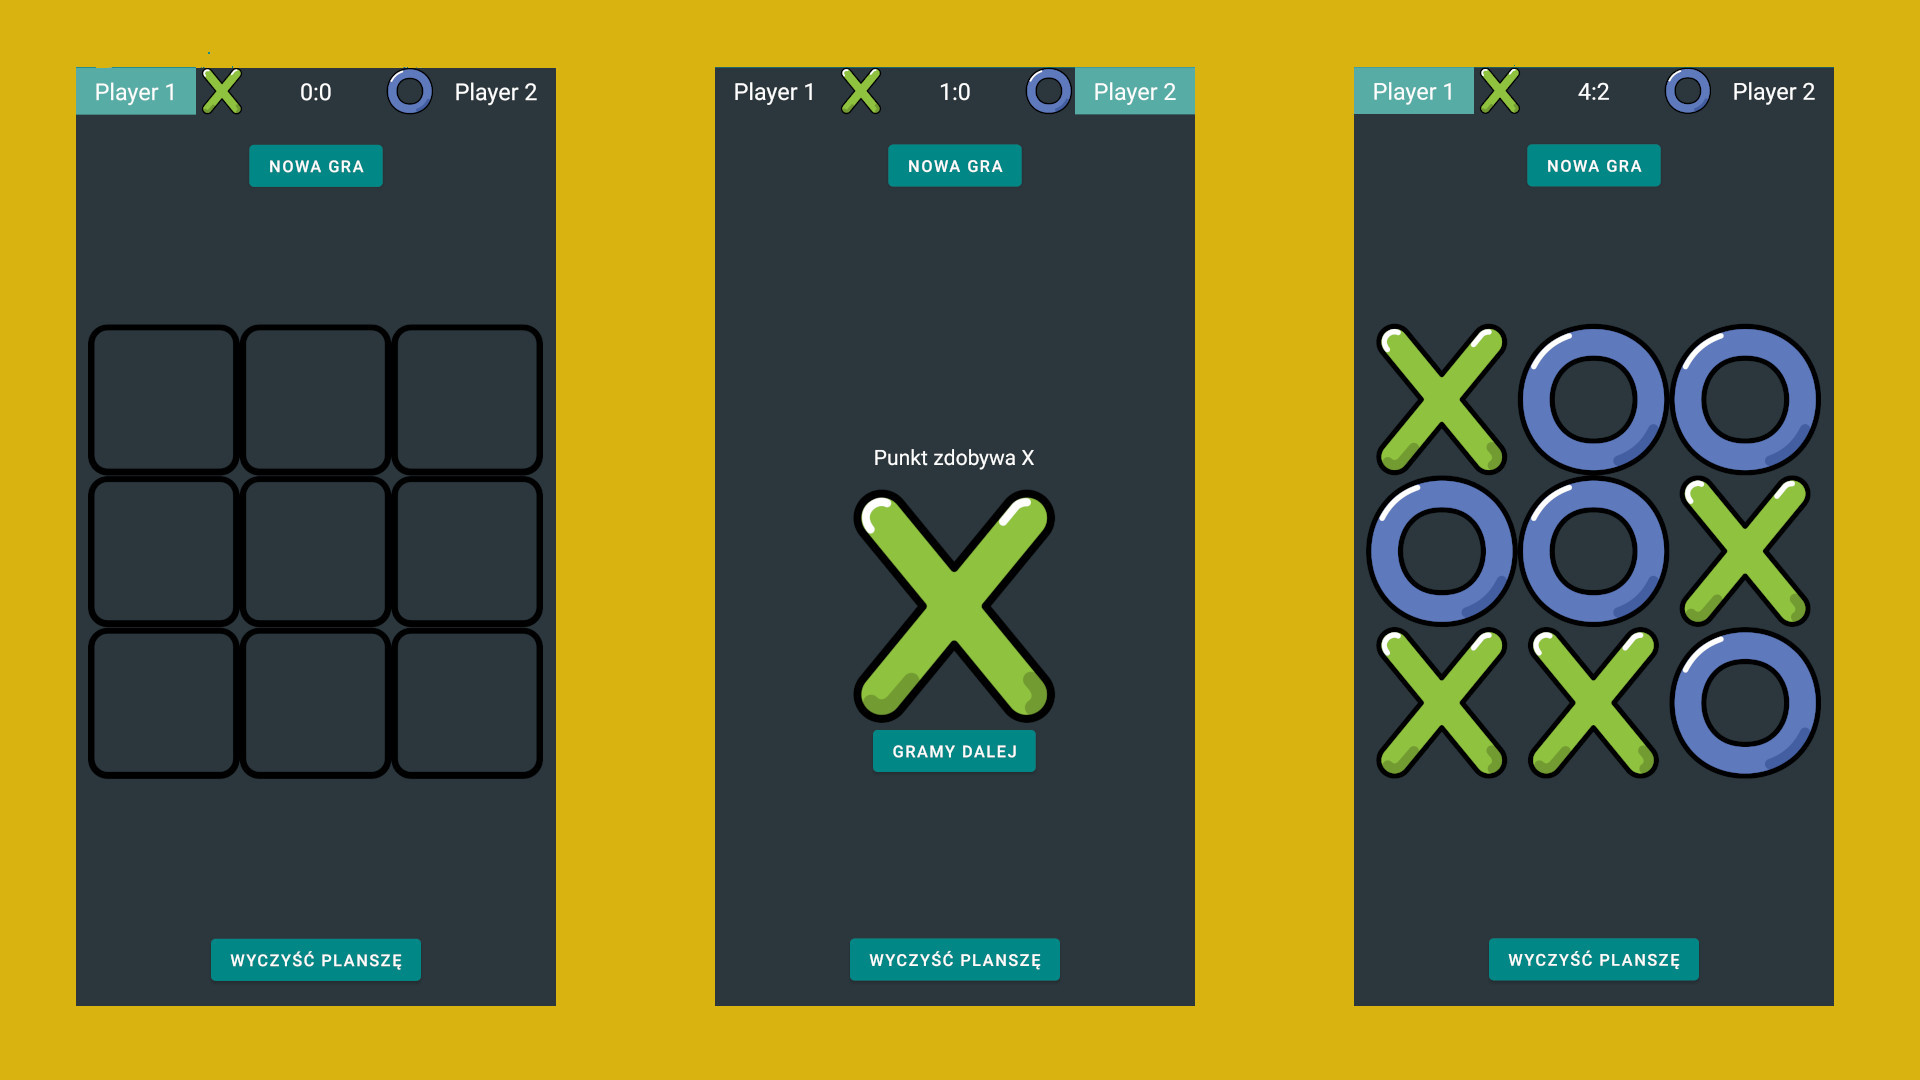 Player 1 X 0:0 O Player 2
NOWA GRA
WYCZYŚĆ PLANSZĘ
Player 1 X 1:0 O Player 2
NOWA GRA
Punkt zdobywa X
X
GRAMY DALEJ
WYCZYŚĆ PLANSZĘ
Player 1 X 4:2 O Player 2
NOWA GRA
X O O
O O X
X X O
WYCZYŚĆ PLANSZĘ